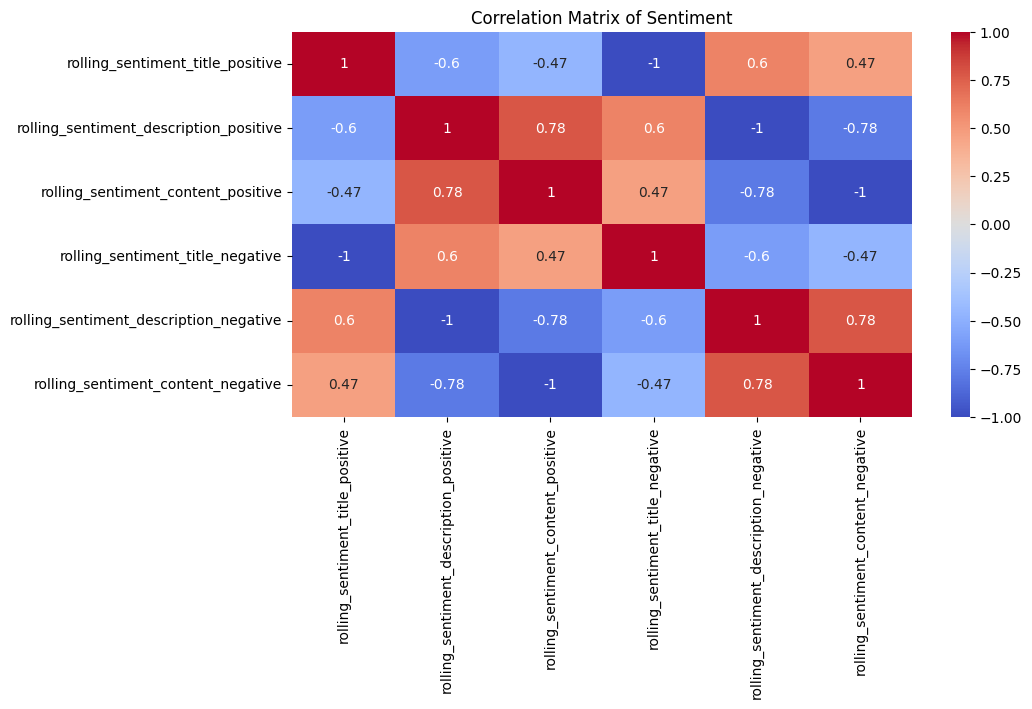 Correlation Matrix of Sentiment
rolling_sentiment_title_positive
1 -0.6 -0.47 -1 0.6 0.47
rolling_sentiment_description_positive
-0.6 1 0.78 0.6 -1 -0.78
rolling_sentiment_content_positive
-0.47 0.78 1 0.47 -0.78 -1
rolling_sentiment_title_negative
-1 0.6 0.47 1 -0.6 -0.47
rolling_sentiment_description_negative
0.6 -1 -0.78 -0.6 1 0.78
rolling_sentiment_content_negative
0.47 -0.78 -1 -0.47 0.78 1
rolling_sentiment_title_positive
rolling_sentiment_description_positive
rolling_sentiment_content_positive
rolling_sentiment_title_negative
rolling_sentiment_description_negative
rolling_sentiment_content_negative
1.00
0.75
0.50
0.25
0.00
−0.25
−0.50
−0.75
−1.00